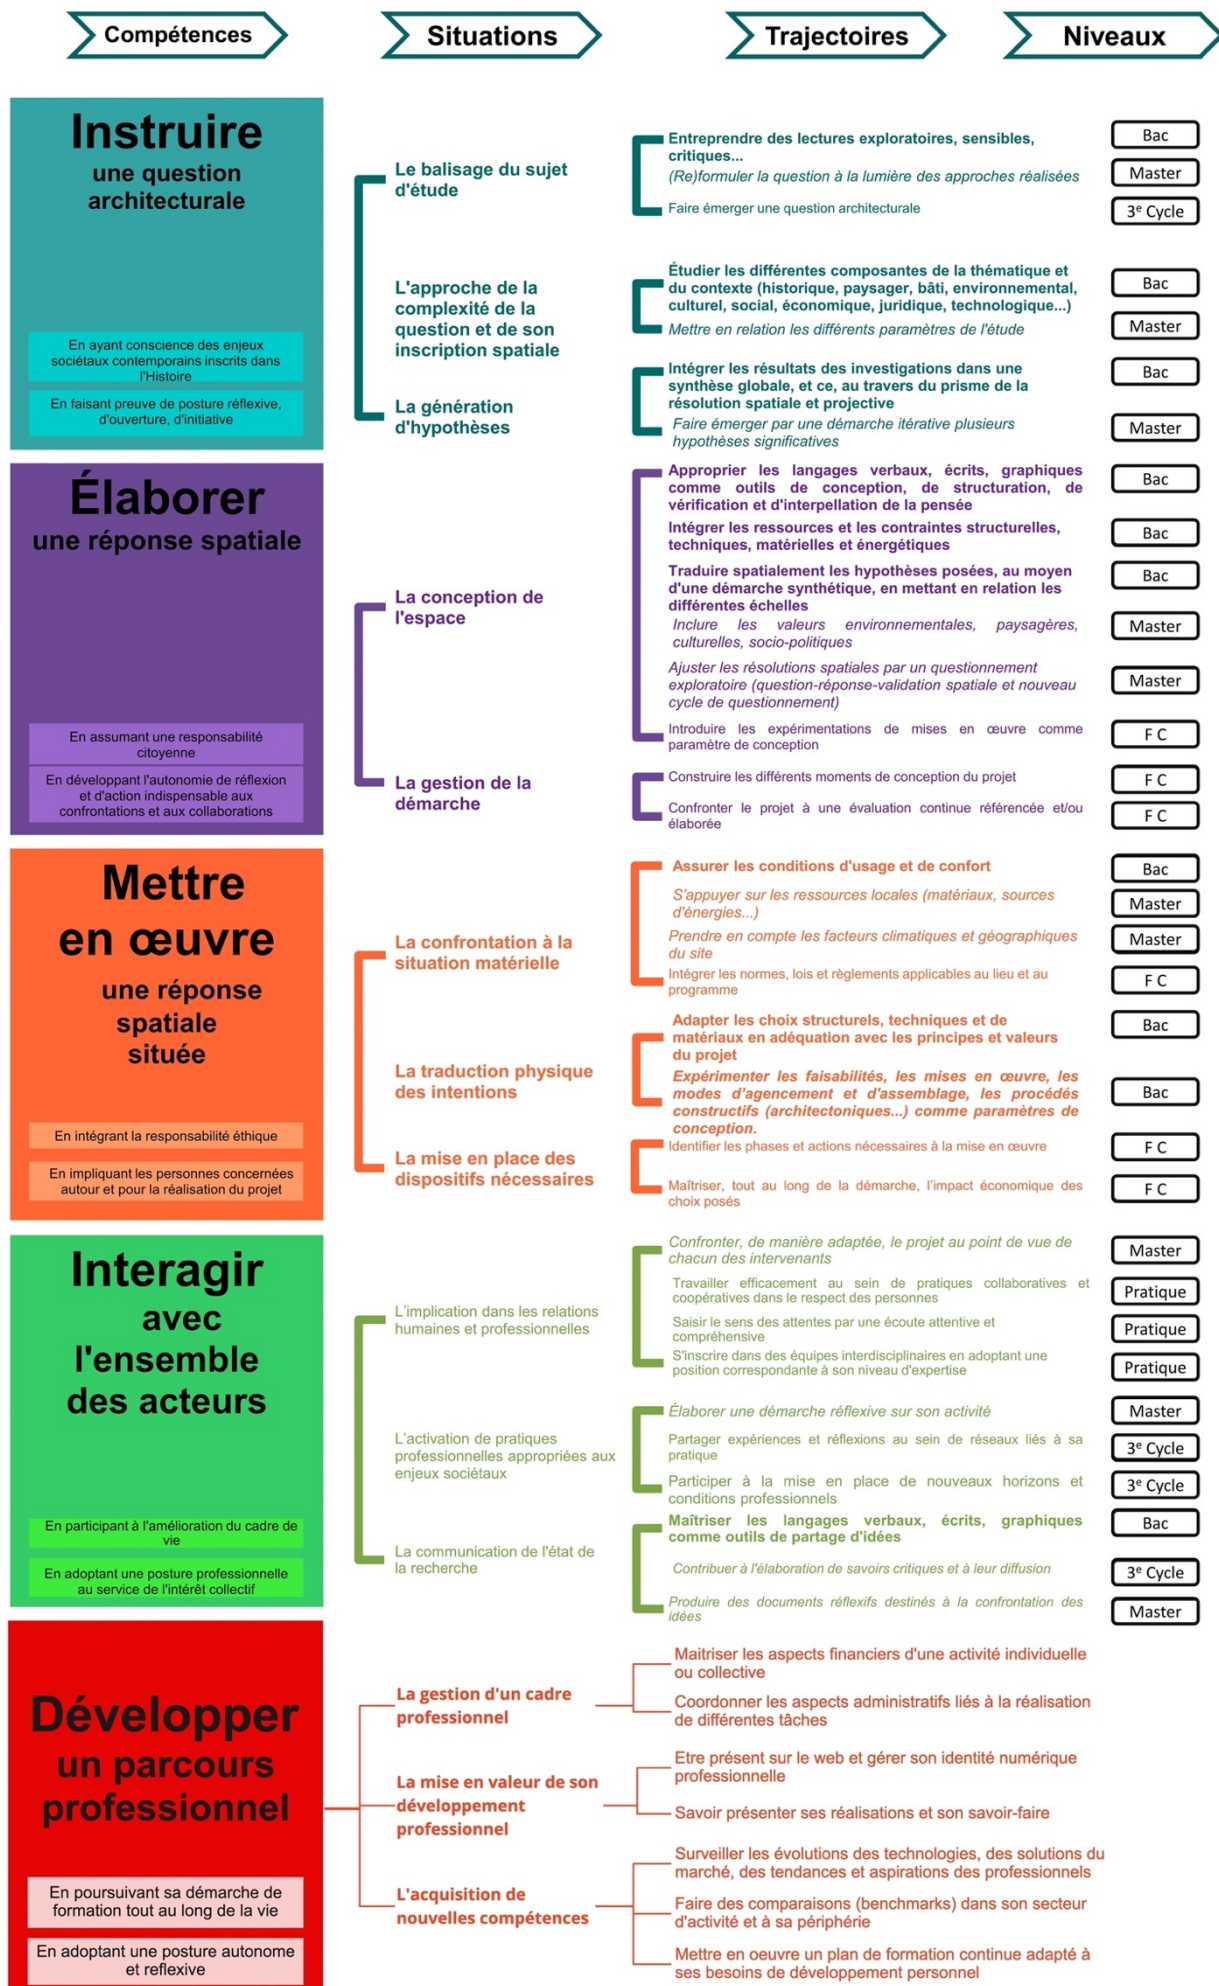 Compétences
Situations
Trajectoires
Niveaux
Instruire
une question
architecturale
En ayant conscience des enjeux
sociétaux contemporains inscrits dans
l'Histoire
En faisant preuve de posture réflexive,
d'ouverture, d'initiative
Le balisage du sujet
d'étude
Entreprendre des lectures exploratoires, sensibles,
critiques...
Bac
(Re)formuler la question à la lumière des approches réalisées
Master
Faire émerger une question architecturale
3e Cycle
L'approche de la
complexité de la
question et de son
inscription spatiale
Étudier les différentes composantes de la thématique et
du contexte (historique, paysager, bâti, environnemental,
culturel, social, économique, juridique, technologique...)
Bac
Mettre en relation les différents paramètres de l'étude
Master
La génération
d'hypothèses
Intégrer les résultats des investigations dans une
synthèse globale, et ce, au travers du prisme de la
résolution spatiale et projective
Bac
Faire émerger par une démarche itérative plusieurs
hypothèses significatives
Master
Élaborer
une réponse spatiale
En assumant une responsabilité
citoyenne
En développant l'autonomie de réflexion
et d'action indispensable aux
confrontations et aux collaborations
La conception de
l'espace
Approprier les langages verbaux, écrits, graphiques
comme outils de conception, de structuration, de
vérification et d'interpellation de la pensée
Bac
Intégrer les ressources et les contraintes structurelles,
techniques, matérielles et énergétiques
Bac
Traduire spatialement les hypothèses posées, au moyen
d'une démarche synthétique, en mettant en relation les
différentes échelles
Bac
Inclure les valeurs environnementales, paysagères,
culturelles, socio-politiques
Master
Ajuster les résolutions spatiales par un questionnement
exploratoire (question-réponse-validation spatiale et nouveau
cycle de questionnement)
Master
Introduire les expérimentations de mises en œuvre comme
paramètre de conception
F C
La gestion de la
démarche
Construire les différents moments de conception du projet
F C
Confronter le projet à une évaluation continue référencée et/ou
élaborée
F C
Mettre
en œuvre
une réponse
spatiale
située
En intégrant la responsabilité éthique
En impliquant les personnes concernées
autour et pour la réalisation du projet
La confrontation à la
situation matérielle
Assurer les conditions d'usage et de confort
Bac
S'appuyer sur les ressources locales (matériaux, sources
d'énergies...)
Master
Prendre en compte les facteurs climatiques et géographiques
du site
Master
Intégrer les normes, lois et règlements applicables au lieu et au
programme
F C
La traduction physique
des intentions
Adapter les choix structurels, techniques et de
matériaux en adéquation avec les principes et valeurs
du projet
Bac
Expérimenter les faisabilités, les mises en œuvre, les
modes d'agencement et d'assemblage, les procédés
constructifs (architectoniques...) comme paramètres de
conception.
Bac
La mise en place des
dispositifs nécessaires
Identifier les phases et actions nécessaires à la mise en œuvre
F C
Maîtriser, tout au long de la démarche, l'impact économique des
choix posés
F C
Interagir
avec
l'ensemble
des acteurs
En participant à l'amélioration du cadre de
vie
En adoptant une posture professionnelle
au service de l'intérêt collectif
L'implication dans les relations
humaines et professionnelles
Confronter, de manière adaptée, le projet au point de vue de
chacun des intervenants
Master
Travailler efficacement au sein de pratiques collaboratives et
coopératives dans le respect des personnes
Pratique
Saisir le sens des attentes par une écoute attentive et
compréhensive
Pratique
S'inscrire dans des équipes interdisciplinaires en adoptant une
position correspondante à son niveau d'expertise
Pratique
L'activation de pratiques
professionnelles appropriées aux
enjeux sociétaux
Élaborer une démarche réflexive sur son activité
Master
Partager expériences et réflexions au sein de réseaux liés à sa
pratique
3e Cycle
Participer à la mise en place de nouveaux horizons et
conditions professionnels
3e Cycle
La communication de l'état de
la recherche
Maîtriser les langages verbaux, écrits, graphiques
comme outils de partage d'idées
Bac
Contribuer à l'élaboration de savoirs critiques et à leur diffusion
3e Cycle
Produire des documents réflexifs destinés à la confrontation des
idées
Master
Développer
un parcours
professionnel
En poursuivant sa démarche de
formation tout au long de la vie
En adoptant une posture autonome
et reflexive
La gestion d'un cadre
professionnel
Maitriser les aspects financiers d'une activité individuelle
ou collective
Coordonner les aspects administratifs liés à la réalisation
de différentes tâches
La mise en valeur de son
développement
professionnel
Etre présent sur le web et gérer son identité numérique
professionnelle
Savoir présenter ses réalisations et son savoir-faire
L'acquisition de
nouvelles compétences
Surveiller les évolutions des technologies, des solutions du
marché, des tendances et aspirations des professionnels
Faire des comparaisons (benchmarks) dans son secteur
d'activité et à sa périphérie
Mettre en oeuvre un plan de formation continue adapté à
ses besoins de développement personnel